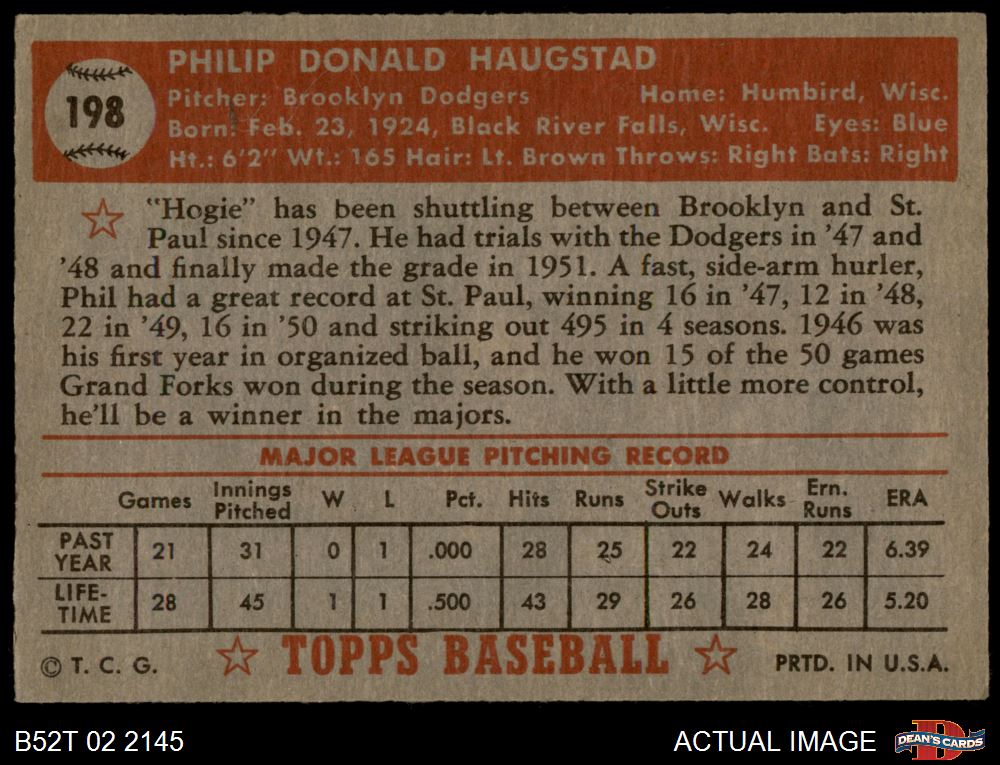 198
PHILIP DONALD HAUGSTAD
Pitcher: Brooklyn Dodgers Home: Humbird, Wisc.
Born: Feb. 23, 1924, Black River Falls, Wisc. Eyes: Blue
Ht.: 6'2" Wt.: 165 Hair: Lt. Brown Throws: Right Bats: Right
"Hogie" has been shuttling between Brooklyn and St.
Paul since 1947. He had trials with the Dodgers in '47 and
'48 and finally made the grade in 1951. A fast, side-arm hurler,
Phil had a great record at St. Paul, winning 16 in '47, 12 in '48,
22 in '49, 16 in '50 and striking out 495 in 4 seasons. 1946 was
his first year in organized ball, and he won 15 of the 50 games
Grand Forks won during the season. With a little more control,
he'll be a winner in the majors.
MAJOR LEAGUE PITCHING RECORD
Games Innings Pitched W L Pct. Hits Runs Strike Outs Walks Ern. Runs ERA
PAST YEAR 21 31 0 1 .000 28 25 22 24 22 6.39
LIFE-TIME 28 45 1 1 .500 43 29 26 28 26 5.20
© T. C. G. TOPPS BASEBALL PRTD. IN U.S.A.
B52T 02 2145 ACTUAL IMAGE DEAN'S CARDS